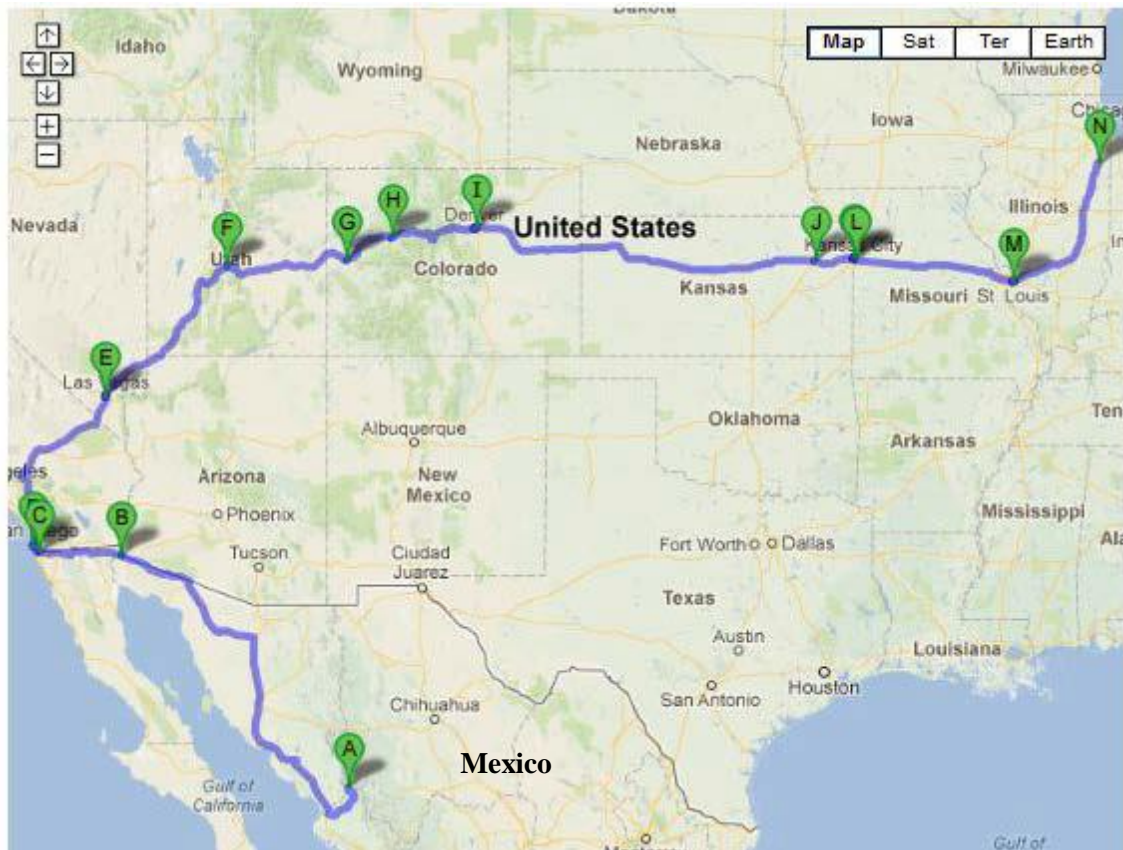 Dakota
Idaho
Map Sat Ter Earth
Wyoming
Milwaukee
Iowa
Nebraska
N
Nevada
F
G
H
I
Illinois
Utah
Denver
United States
J
L
Kansas City
M
Colorado
Kansas
Missouri
St Louis
E
Las Vegas
Oklahoma
Albuquerque
Arkansas
Arizona
New
Mexico
C
B
Phoenix
Mississippi
Tucson
Fort Worth
Dallas
Ciudad
Juarez
Texas
Austin
Louisiana
San Antonio
Houston
Chihuahua
A
Mexico
Gulf of
California
Gulf of